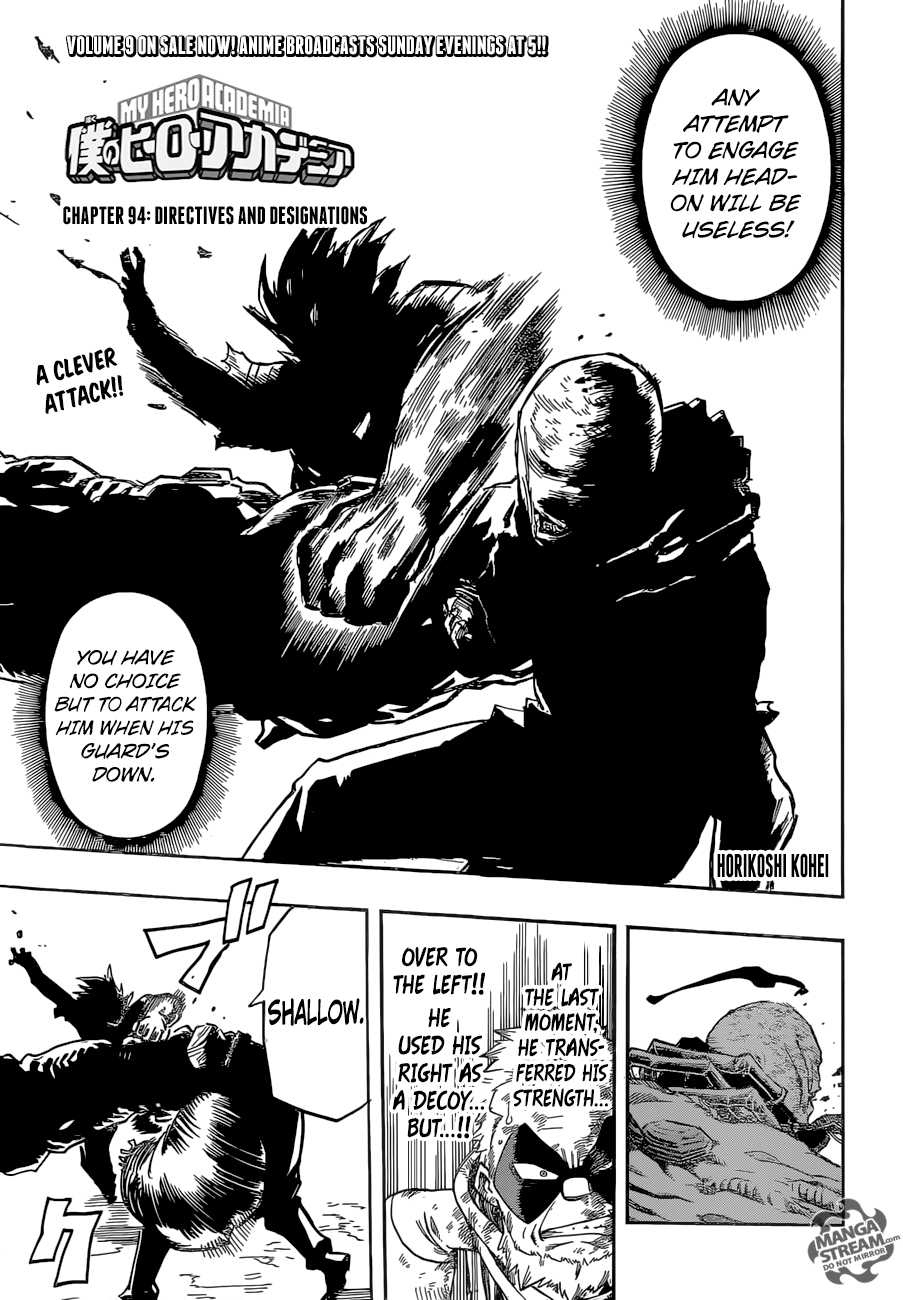 VOLUME 9 ON SALE NOW! ANIME BROADCASTS SUNDAY EVENINGS AT 5!!
MY HERO ACADEMIA
僕のヒーローアカデミア
CHAPTER 94: DIRECTIVES AND DESIGNATIONS
ANY
ATTEMPT
TO ENGAGE
HIM HEAD-
ON WILL BE
USELESS!
A CLEVER
ATTACK!!
YOU HAVE
NO CHOICE
BUT TO ATTACK
HIM WHEN HIS
GUARD'S
DOWN.
HORIKOSHI KOHEI
AT
THE LAST
MOMENT,
HE TRANS-
FERRED HIS
STRENGTH...
OVER TO
THE LEFT!!
HE
USED HIS
RIGHT AS
A DECOY...
BUT...!!
SHALLOW.
グ
グ
ク
MANGA
STREAM.COM
DO NOT MIRROR